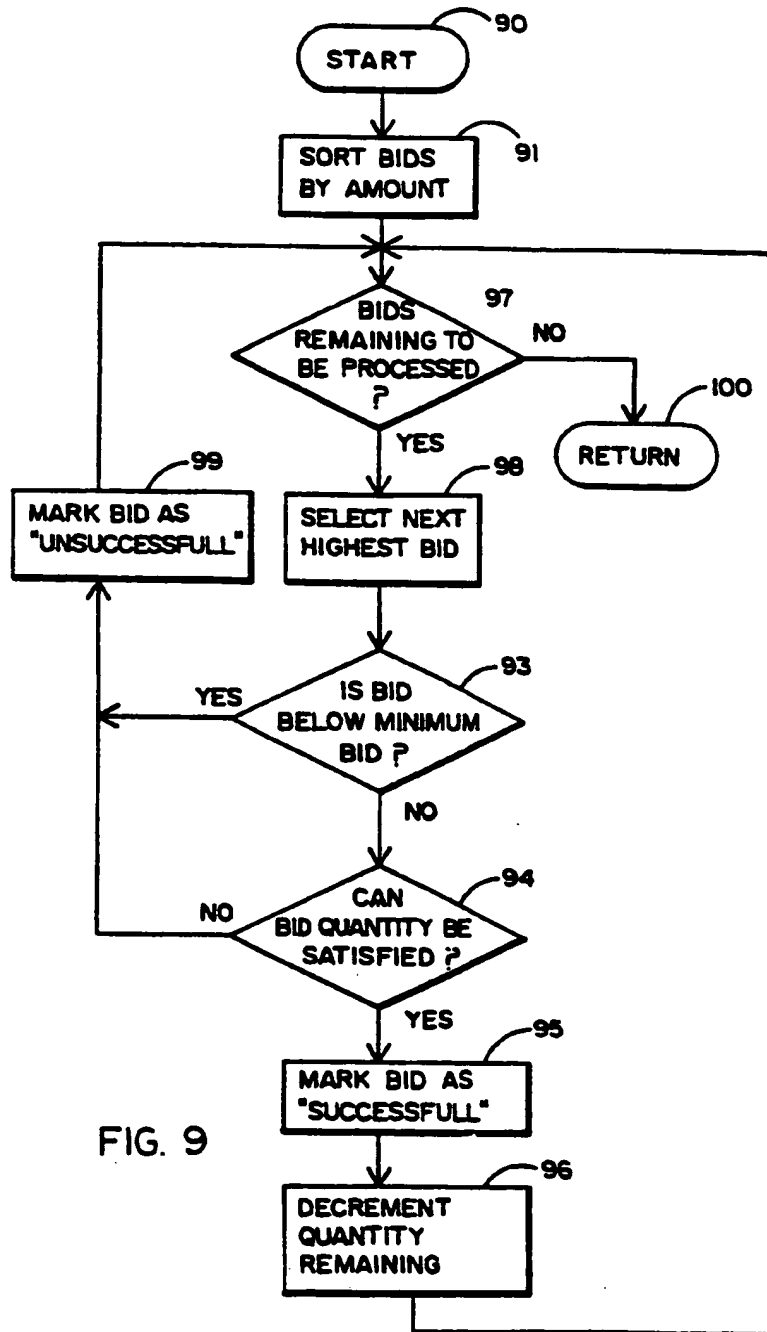 90
START
91
SORT BIDS
BY AMOUNT
97
BIDS
REMAINING TO
BE PROCESSED
?
NO
100
RETURN
YES
99
MARK BID AS
"UNSUCCESSFULL"
98
SELECT NEXT
HIGHEST BID
93
YES
IS BID
BELOW MINIMUM
BID ?
NO
94
NO
CAN
BID QUANTITY BE
SATISFIED ?
YES
95
MARK BID AS
"SUCCESSFULL"
FIG. 9
96
DECREMENT
QUANTITY
REMAINING